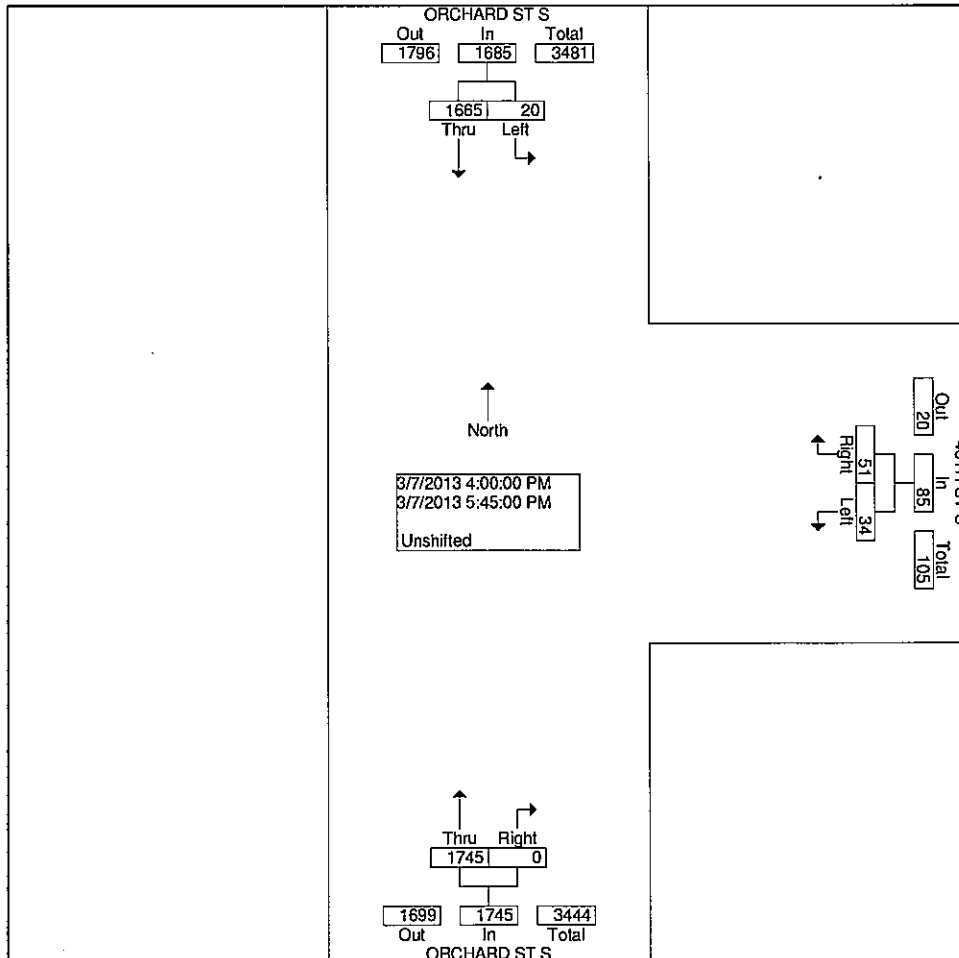 ORCHARD ST S
Out In Total
1796 1685 3481
1665 20
Thru Left
North
3/7/2013 4:00:00 PM
3/7/2013 5:45:00 PM
Unshifted
Out In Total
20 85 105
Right Left
51 34
Thru Right
1745 0
1699 1745 3444
Out In Total
ORCHARD ST S